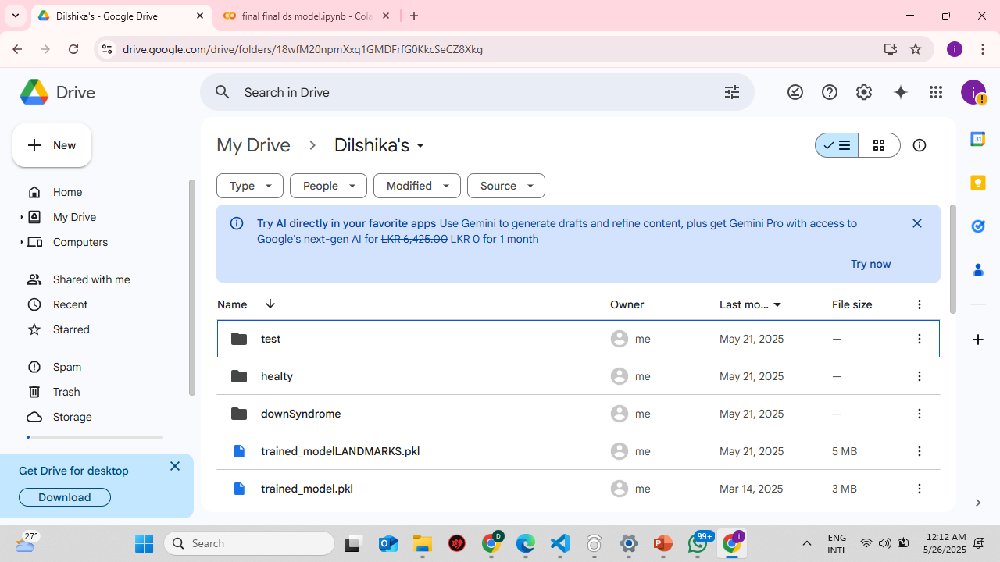 Dilshika's - Google Drive
final final ds model.ipynb - Cola
drive.google.com/drive/folders/18wfM20npmXxq1GMDFrfG0KkcSeCZ8Xkg
i
Drive
Search in Drive
i
New
My Drive
Dilshika's
Home
My Drive
Computers
Shared with me
Recent
Starred
Spam
Trash
Storage
Type
People
Modified
Source
Try AI directly in your favorite apps Use Gemini to generate drafts and refine content, plus get Gemini Pro with access to
Google's next-gen AI for LKR 6,425.00 LKR 0 for 1 month
Try now
Name Owner Last mo... File size
test me May 21, 2025 —
healty me May 21, 2025 —
downSyndrome me May 21, 2025 —
trained_modelLANDMARKS.pkl me May 21, 2025 5 MB
trained_model.pkl me Mar 14, 2025 3 MB
31
Get Drive for desktop
Download
27°
Search
D
99+
i
ENG
INTL
12:12 AM
5/26/2025